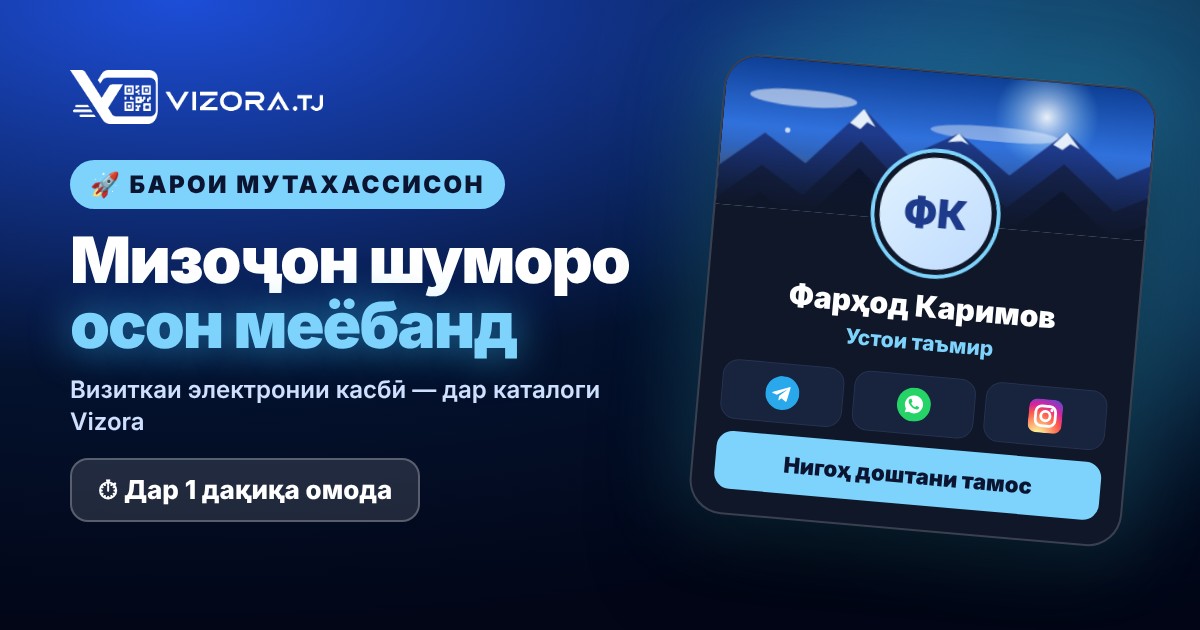 VIZORA.TJ
🚀 БАРОИ МУТАХАССИСОН
Мизоҷон шуморо
осон меёбанд
Визиткаи электронии касбӣ — дар каталоги
Vizora
⏱ Дар 1 дақиқа омода
ФК
Фарҳод Каримов
Устои таъмир
Нигоҳ доштани тамос